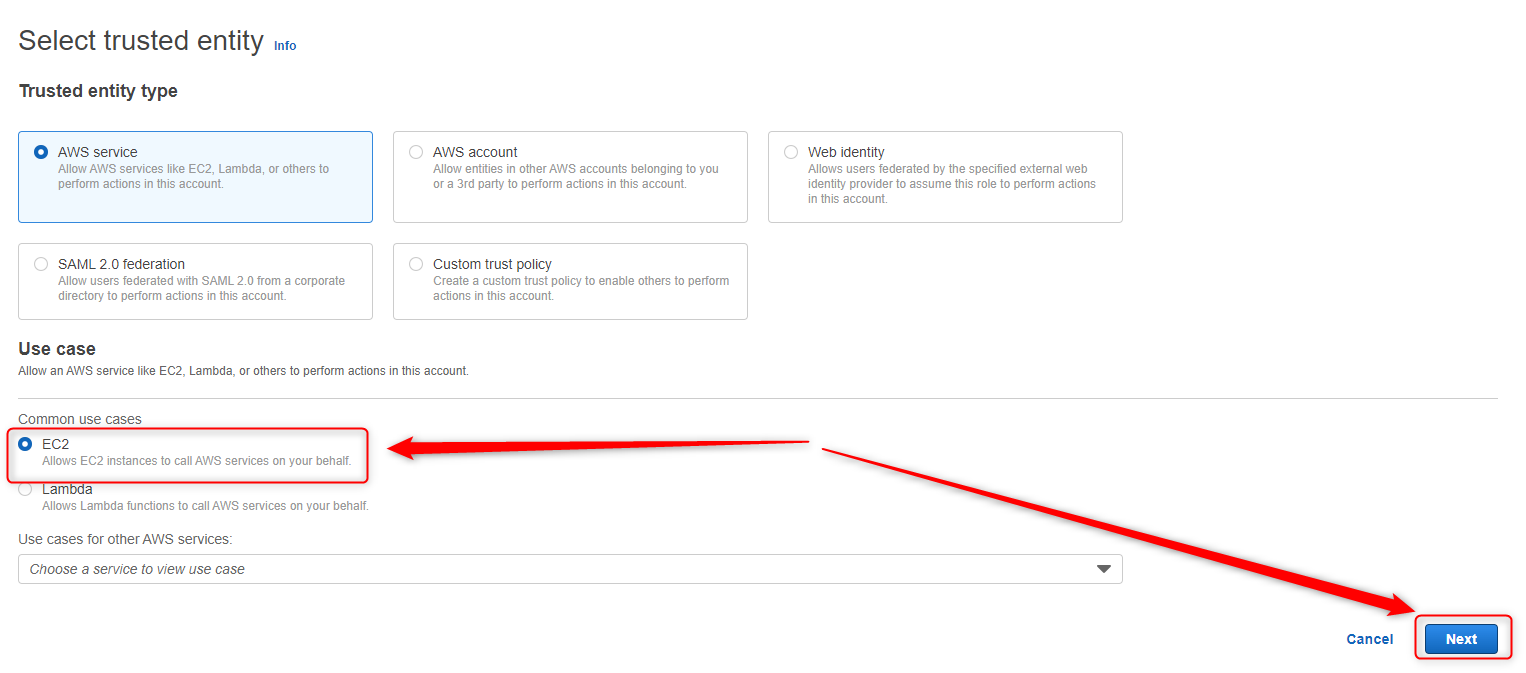 Select trusted entity Info
Trusted entity type
AWS service
Allow AWS services like EC2, Lambda, or others to
perform actions in this account.
AWS account
Allow entities in other AWS accounts belonging to you
or a 3rd party to perform actions in this account.
Web identity
Allows users federated by the specified external web
identity provider to assume this role to perform actions
in this account.
SAML 2.0 federation
Allow users federated with SAML 2.0 from a corporate
directory to perform actions in this account.
Custom trust policy
Create a custom trust policy to enable others to perform
actions in this account.
Use case
Allow an AWS service like EC2, Lambda, or others to perform actions in this account.
Common use cases
EC2
Allows EC2 instances to call AWS services on your behalf.
Lambda
Allows Lambda functions to call AWS services on your behalf.
Use cases for other AWS services:
Choose a service to view use case
Cancel
Next